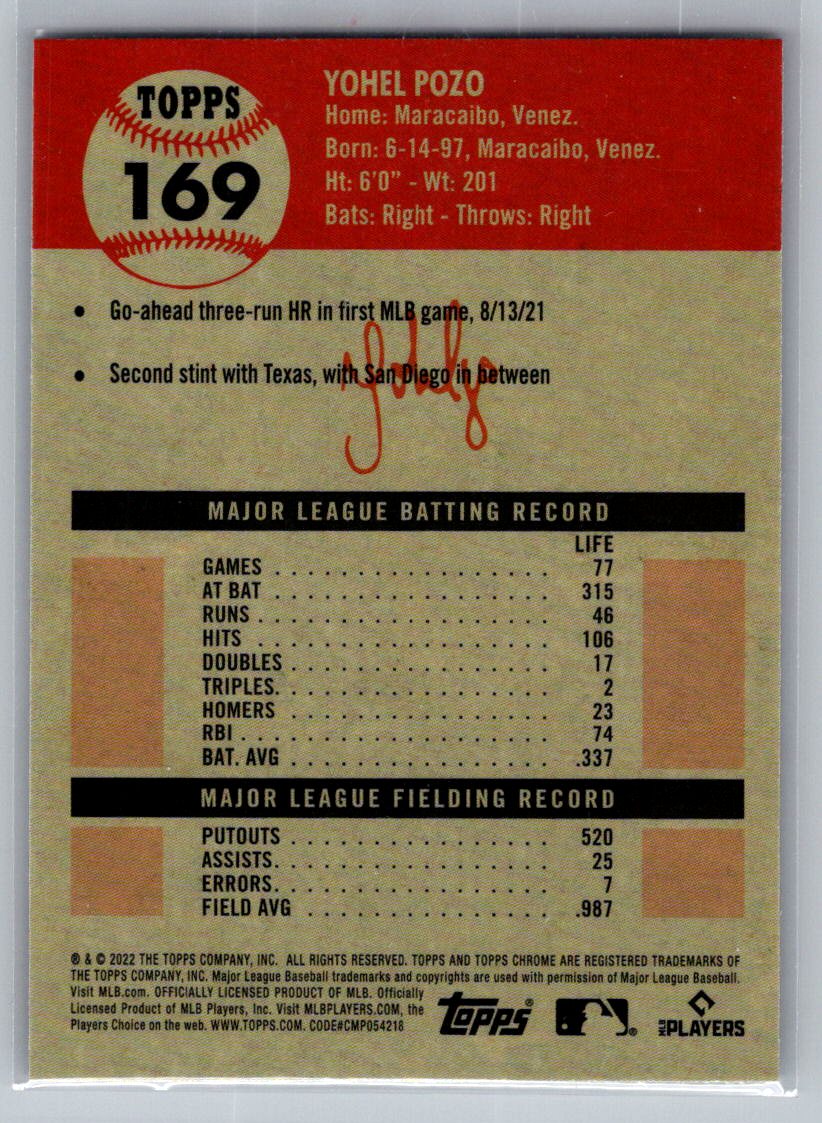 TOPPS
169
YOHEL POZO
Home: Maracaibo, Venez.
Born: 6-14-97, Maracaibo, Venez.
Ht: 6'0" - Wt: 201
Bats: Right - Throws: Right
• Go-ahead three-run HR in first MLB game, 8/13/21
• Second stint with Texas, with San Diego in between
Yohel
MAJOR LEAGUE BATTING RECORD
LIFE
GAMES . . . . . . . . . . . . . . . . . 77
AT BAT . . . . . . . . . . . . . . . . . 315
RUNS . . . . . . . . . . . . . . . . . . 46
HITS . . . . . . . . . . . . . . . . . . 106
DOUBLES . . . . . . . . . . . . . . . . 17
TRIPLES. . . . . . . . . . . . . . . . . 2
HOMERS . . . . . . . . . . . . . . . . 23
RBI . . . . . . . . . . . . . . . . . . . 74
BAT. AVG . . . . . . . . . . . . . . . . .337
MAJOR LEAGUE FIELDING RECORD
PUTOUTS . . . . . . . . . . . . . . . . 520
ASSISTS. . . . . . . . . . . . . . . . . 25
ERRORS. . . . . . . . . . . . . . . . . 7
FIELD AVG . . . . . . . . . . . . . . . .987
® & © 2022 THE TOPPS COMPANY, INC. ALL RIGHTS RESERVED. TOPPS AND TOPPS CHROME ARE REGISTERED TRADEMARKS OF
THE TOPPS COMPANY, INC. Major League Baseball trademarks and copyrights are used with permission of Major League Baseball.
Visit MLB.com. OFFICIALLY LICENSED PRODUCT OF MLB. Officially
Licensed Product of MLB Players, Inc. Visit MLBPLAYERS.COM, the
Players Choice on the web. WWW.TOPPS.COM. CODE#CMP054218
Topps®
®
MLB PLAYERS